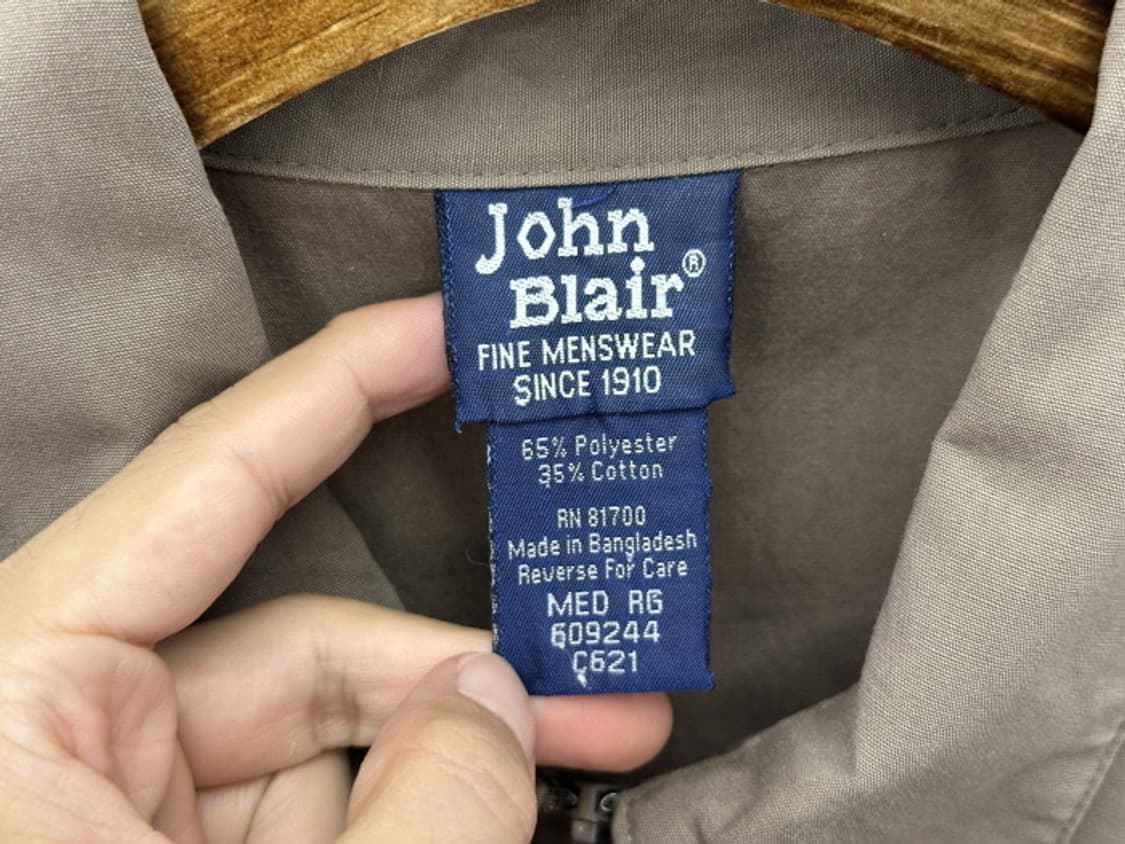 John
Blair®
FINE MENSWEAR
SINCE 1910
65% Polyester
35% Cotton
RN 81700
Made in Bangladesh
Reverse For Care
MED RG
609244
C621